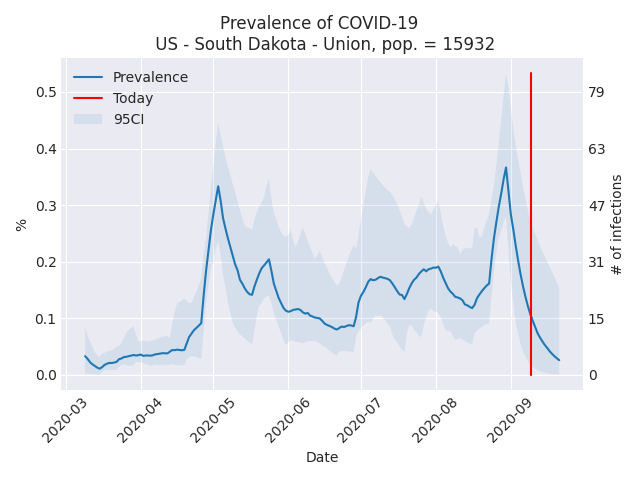 Prevalence of COVID-19
US - South Dakota - Union, pop. = 15932
Prevalence
Today
95CI
0.5
0.4
0.3
0.2
0.1
0.0
%
79
63
47
31
15
0
# of infections
2020-03
2020-04
2020-05
2020-06
2020-07
2020-08
2020-09
Date